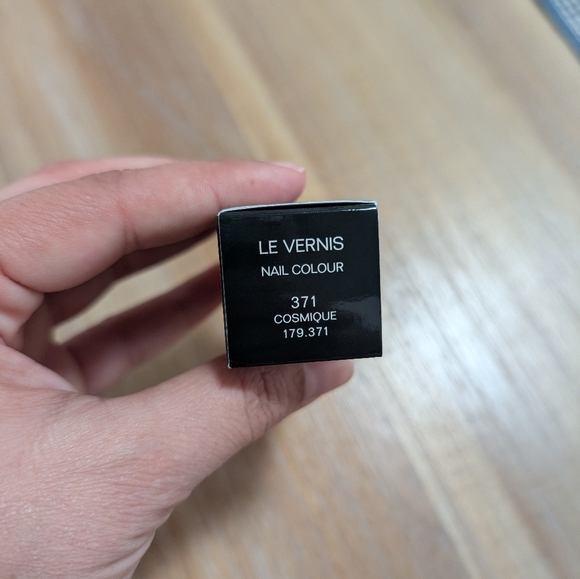 LE VERNIS
NAIL COLOUR
371
COSMIQUE
179.371